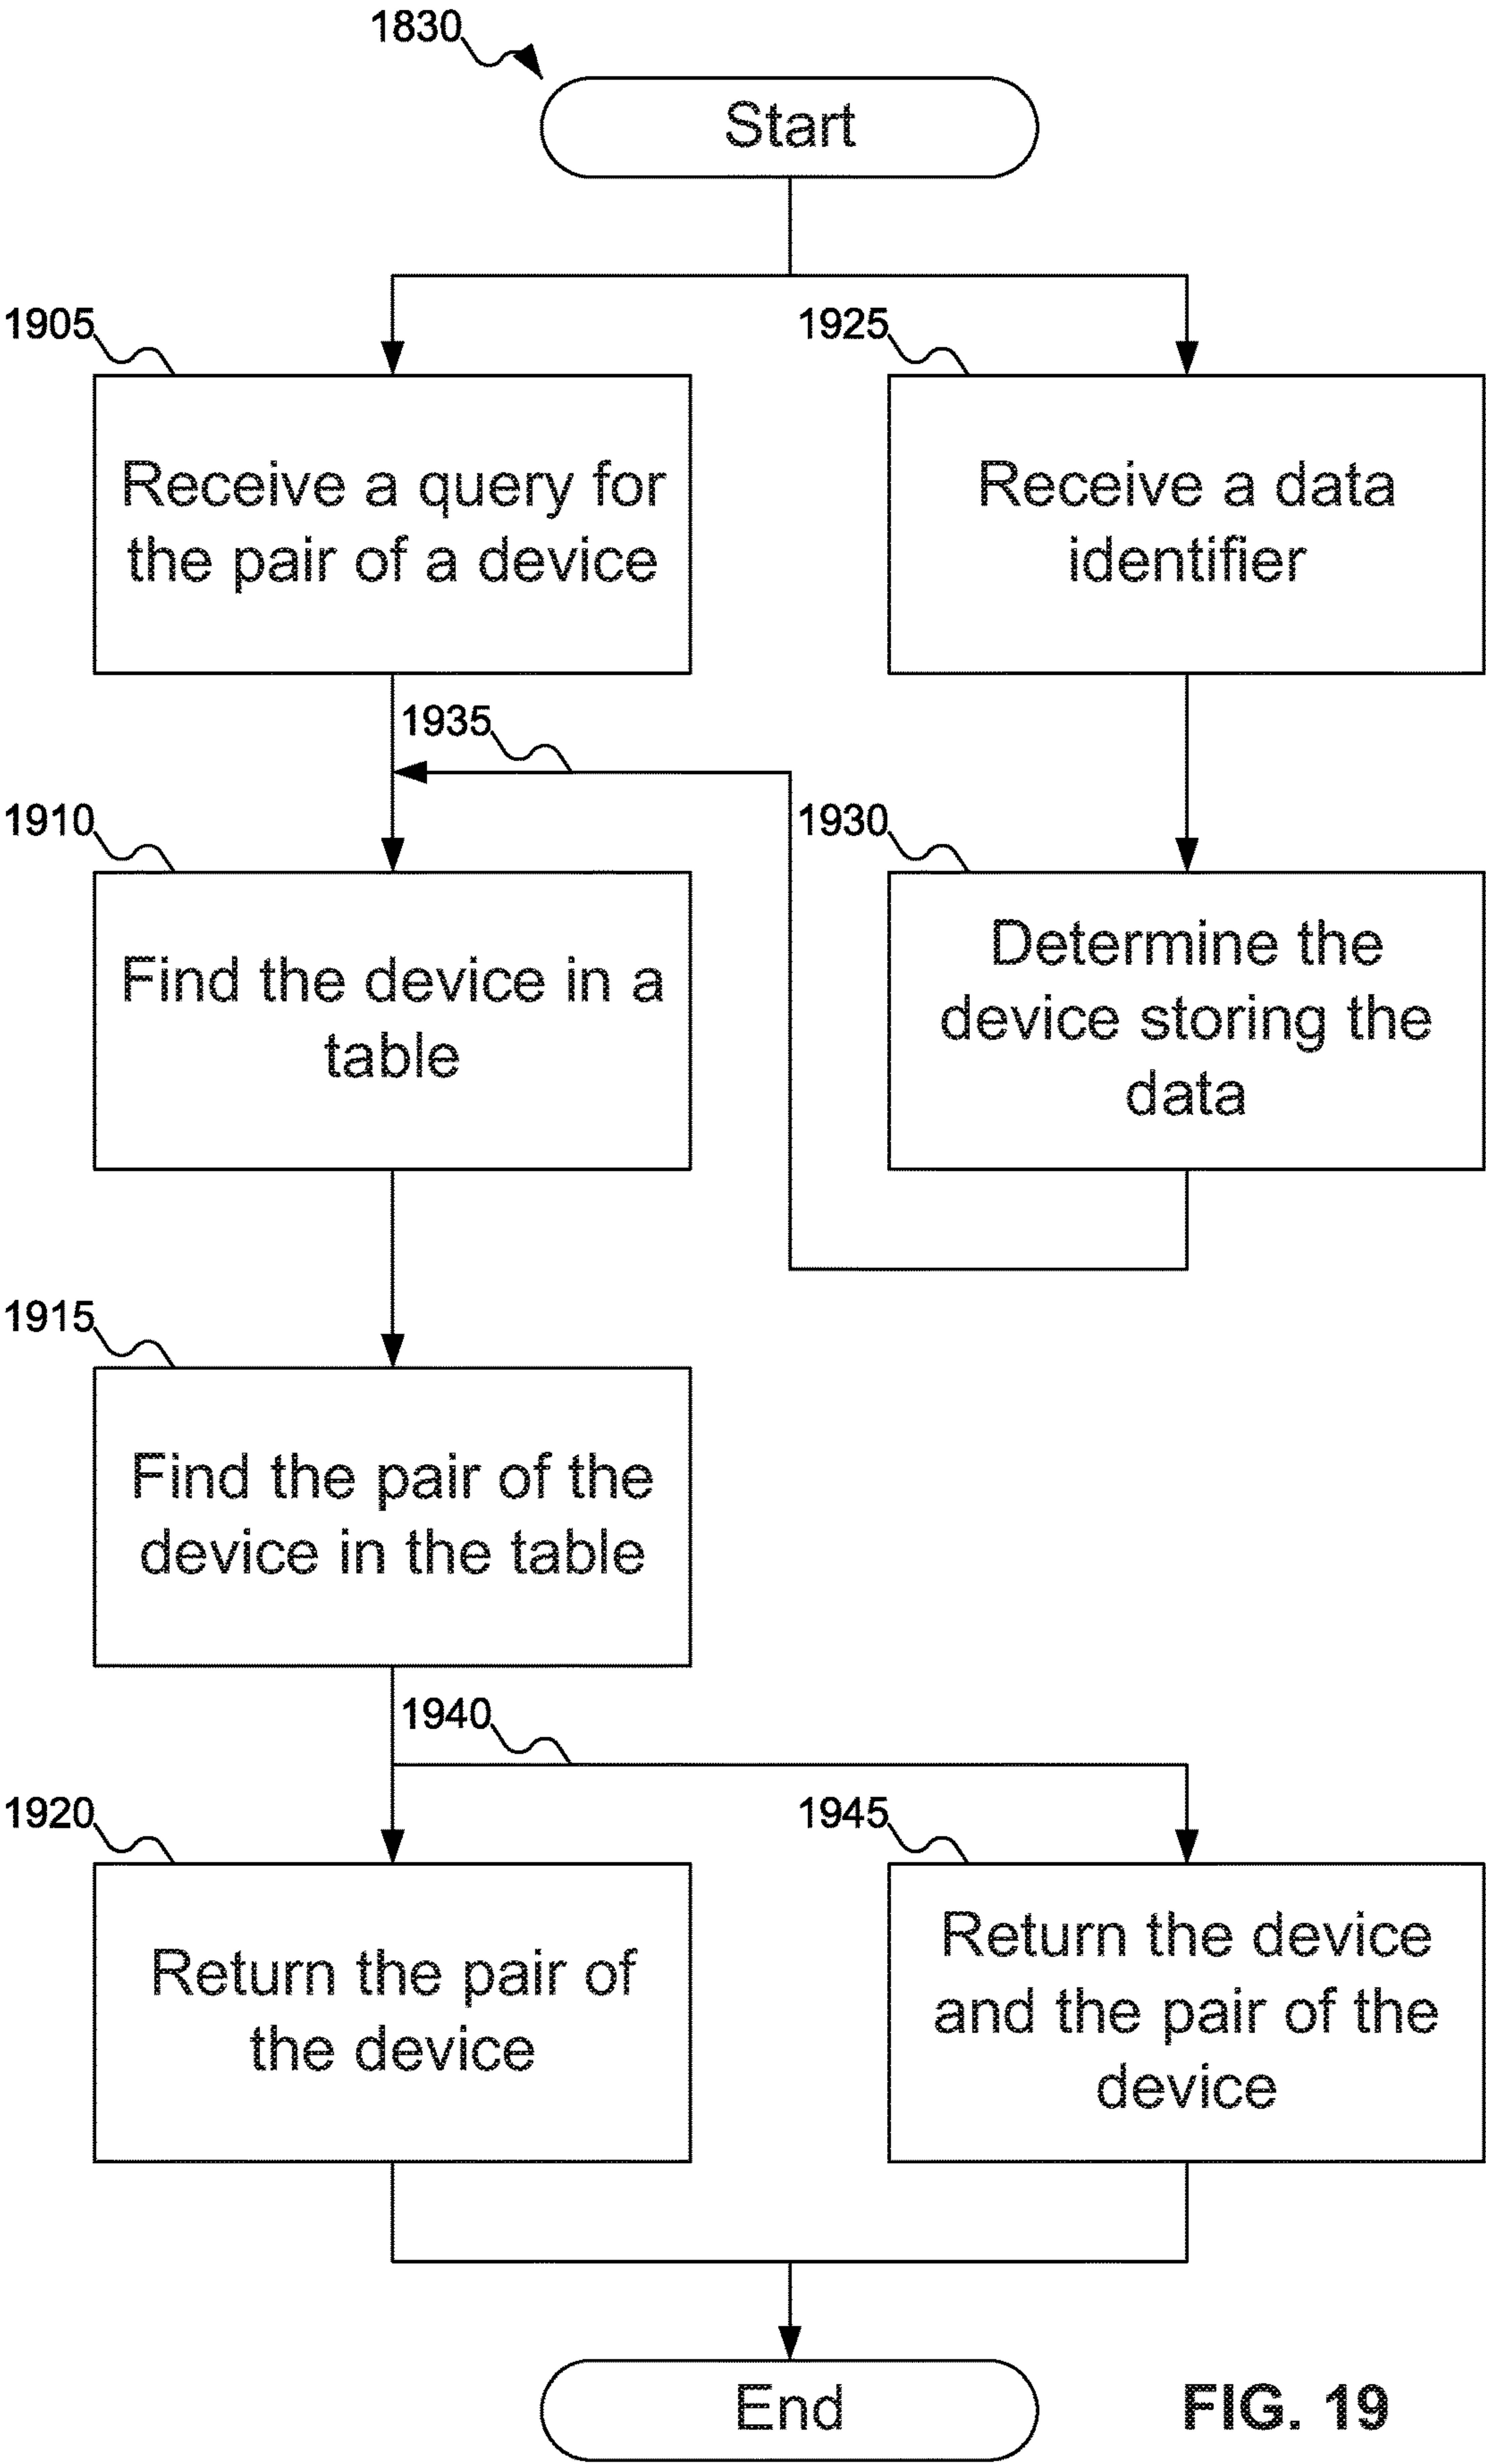 1830
Start
1905
Receive a query for
the pair of a device
1925
Receive a data
identifier
1935
1910
Find the device in a
table
1930
Determine the
device storing the
data
1915
Find the pair of the
device in the table
1940
1920
Return the pair of
the device
1945
Return the device
and the pair of the
device
End
FIG. 19